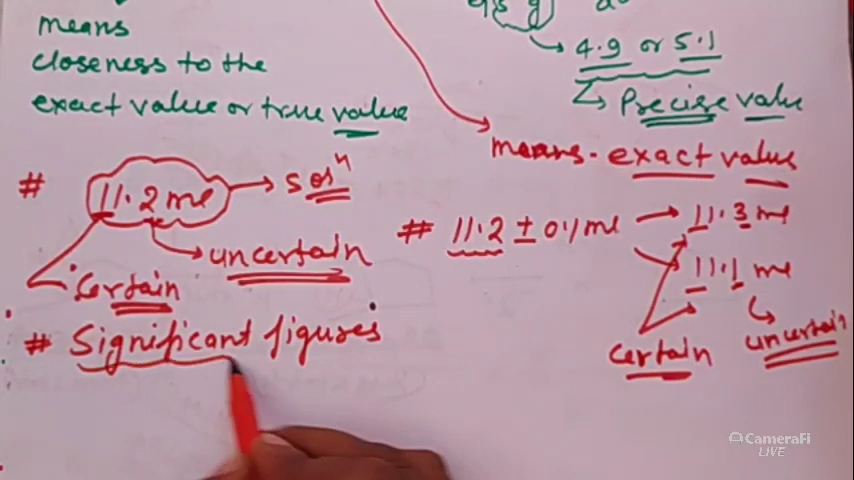 means
closeness to the
exact value or true value
4.9 or 5.1
Precise value
means. exact value
# 11.2 ml → soln
uncertain
certain
# 11.2 ± 0.1 ml → 11.3 ml
11.1 ml
certain
uncertain
# Significant figures
CameraFi
LIVE